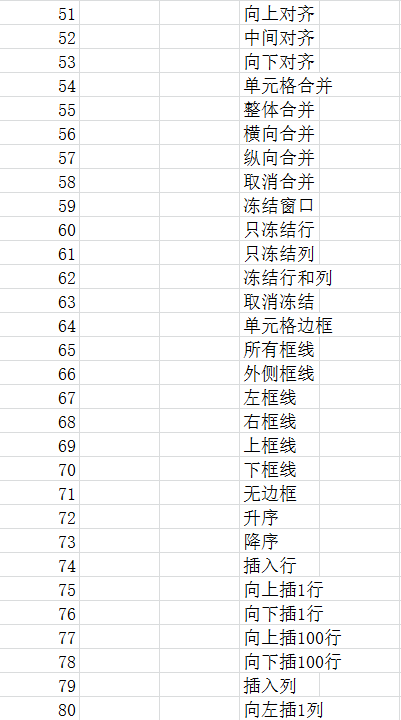 51 向上对齐
52 中间对齐
53 向下对齐
54 单元格合并
55 整体合并
56 横向合并
57 纵向合并
58 取消合并
59 冻结窗口
60 只冻结行
61 只冻结列
62 冻结行和列
63 取消冻结
64 单元格边框
65 所有框线
66 外侧框线
67 左框线
68 右框线
69 上框线
70 下框线
71 无边框
72 升序
73 降序
74 插入行
75 向上插1行
76 向下插1行
77 向上插100行
78 向下插100行
79 插入列
80 向左插1列